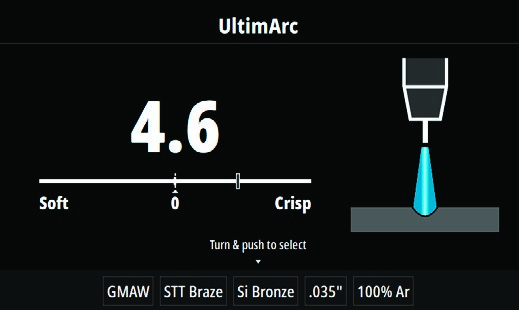 UltimArc
4.6
Soft 0 Crisp
Turn & push to select
GMAW STT Braze Si Bronze .035" 100% Ar